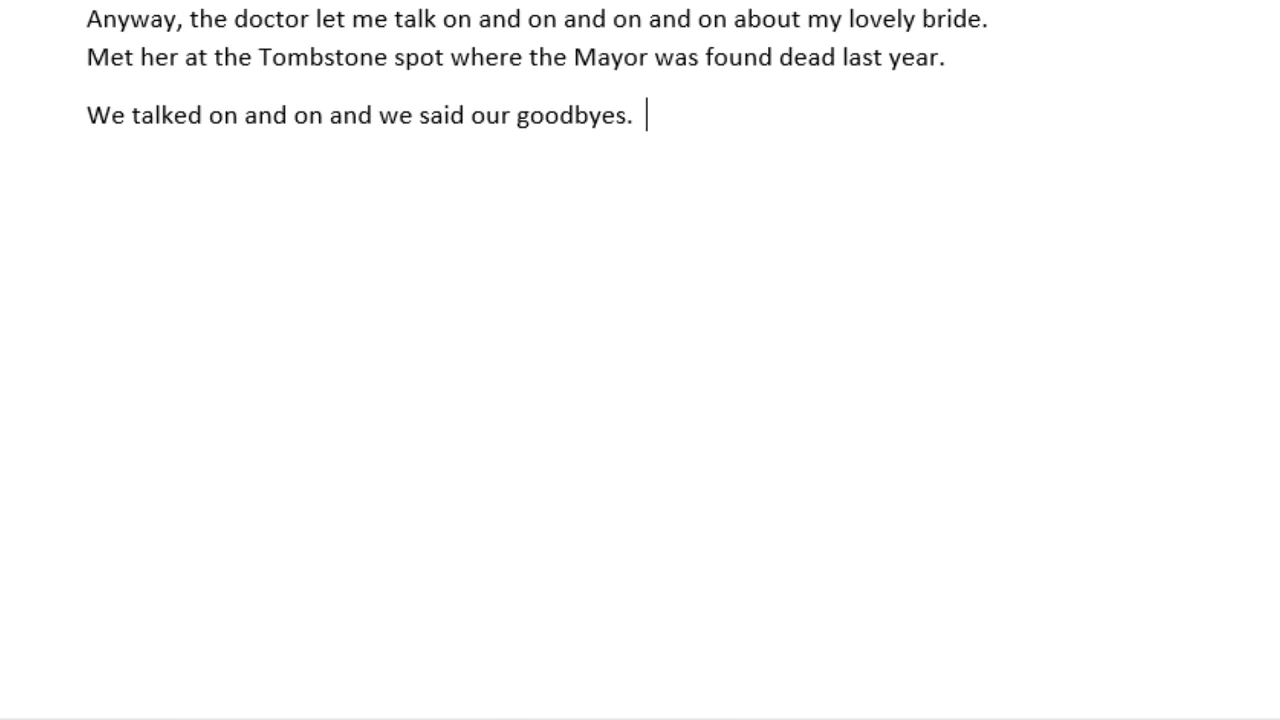 Anyway, the doctor let me talk on and on and on and on about my lovely bride.
Met her at the Tombstone spot where the Mayor was found dead last year.
We talked on and on and we said our goodbyes.